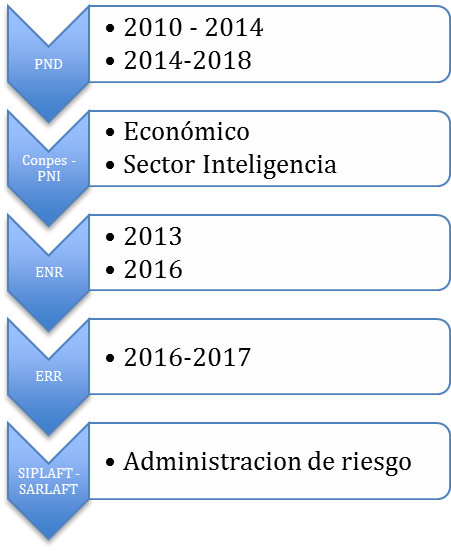 PND
• 2010 - 2014
• 2014-2018
Conpes -
PNI
• Económico
• Sector Inteligencia
ENR
• 2013
• 2016
ERR
• 2016-2017
SIPLAFT -
SARLAFT
• Administracion de riesgo